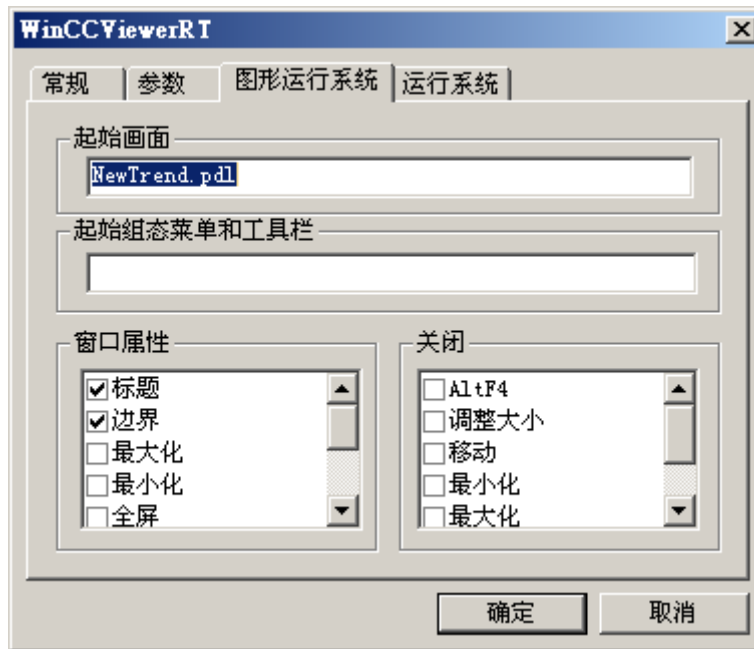 WinCCViewerRT
常规 参数 图形运行系统 运行系统
起始画面
NewTrend.pdl
起始组态菜单和工具栏
窗口属性
标题
边界
最大化
最小化
全屏
关闭
AltF4
调整大小
移动
最小化
最大化
确定 取消